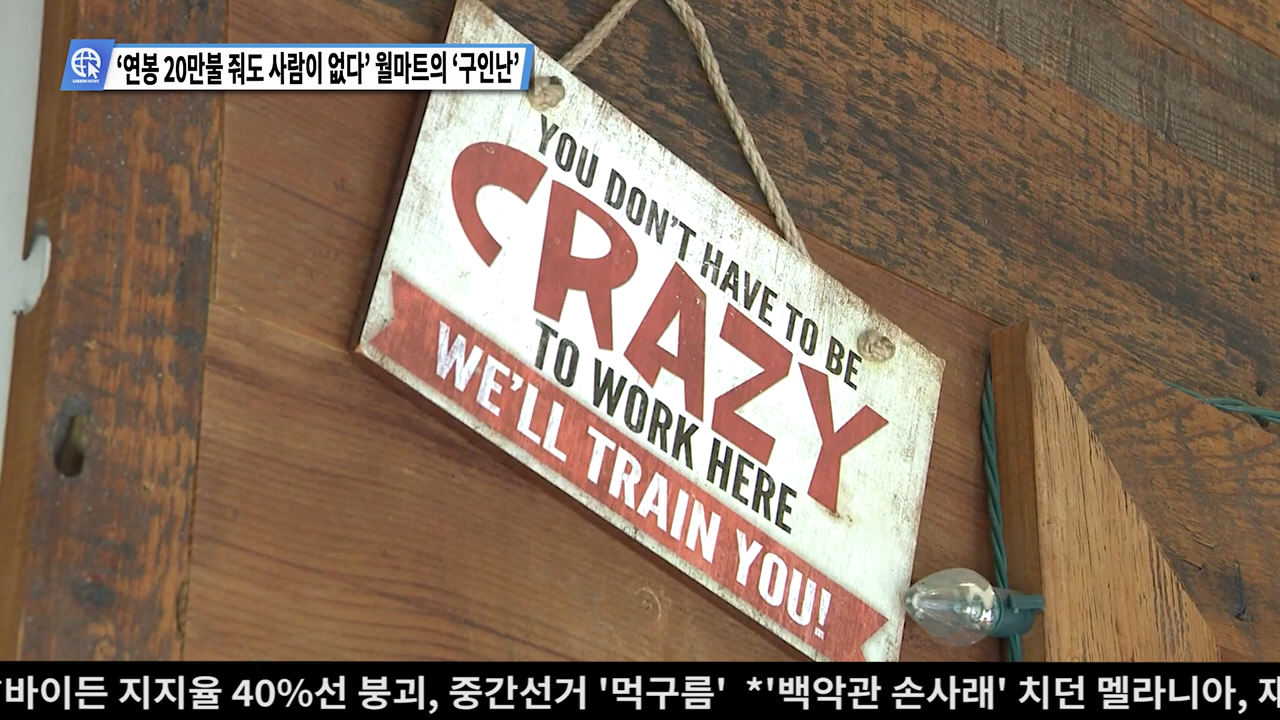 ‘연봉 20만불 줘도 사람이 없다’ 월마트의 ‘구인난’
YOU DON'T HAVE TO BE
CRAZY
TO WORK HERE
WE'LL TRAIN YOU!
바이든 지지율 40%선 붕괴, 중간선거 '먹구름' *'백악관 손사래' 치던 멜라니아,